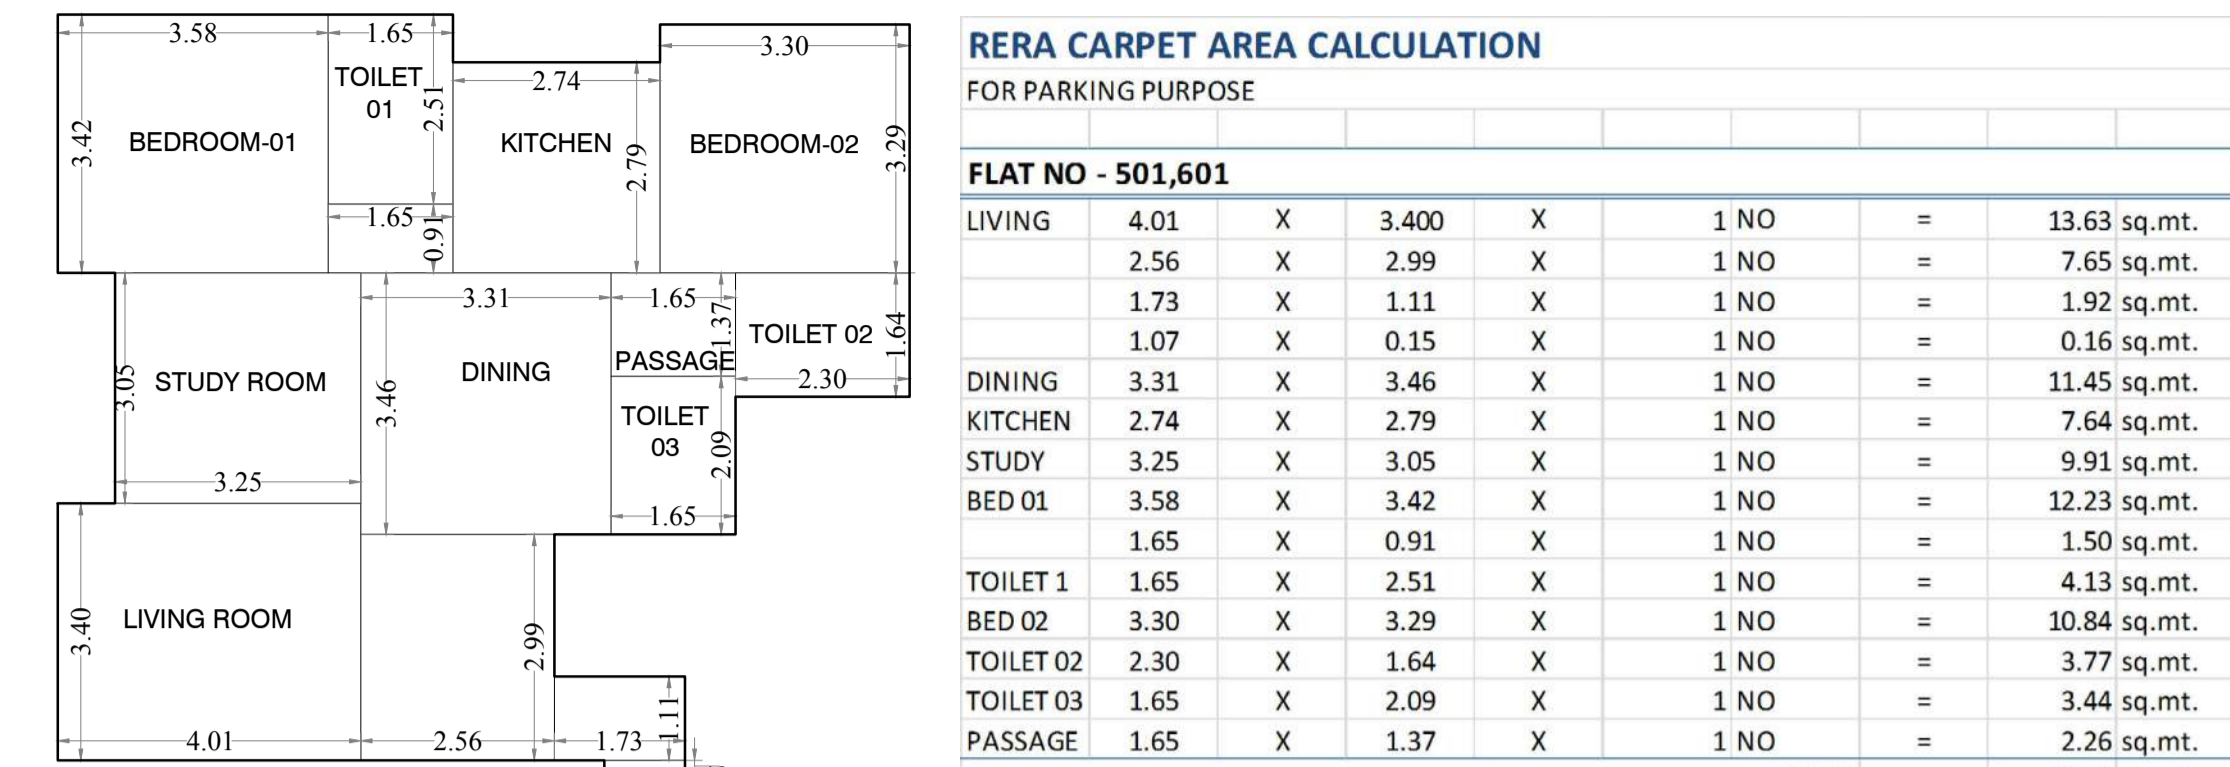 3.58
1.65
3.30
TOILET
01
2.51
2.74
3.42
BEDROOM-01
KITCHEN
2.79
BEDROOM-02
3.29
1.65
0.91
3.31
1.65
1.37
TOILET 02
1.64
3.05
STUDY ROOM
3.46
DINING
PASSAGE
2.30
TOILET
03
2.09
3.25
1.65
3.40
LIVING ROOM
2.99
1.11
4.01
2.56
1.73
RERA CARPET AREA CALCULATION
FOR PARKING PURPOSE
FLAT NO - 501,601
LIVING 4.01 X 3.400 X 1 NO = 13.63 sq.mt.
2.56 X 2.99 X 1 NO = 7.65 sq.mt.
1.73 X 1.11 X 1 NO = 1.92 sq.mt.
1.07 X 0.15 X 1 NO = 0.16 sq.mt.
DINING 3.31 X 3.46 X 1 NO = 11.45 sq.mt.
KITCHEN 2.74 X 2.79 X 1 NO = 7.64 sq.mt.
STUDY 3.25 X 3.05 X 1 NO = 9.91 sq.mt.
BED 01 3.58 X 3.42 X 1 NO = 12.23 sq.mt.
1.65 X 0.91 X 1 NO = 1.50 sq.mt.
TOILET 1 1.65 X 2.51 X 1 NO = 4.13 sq.mt.
BED 02 3.30 X 3.29 X 1 NO = 10.84 sq.mt.
TOILET 02 2.30 X 1.64 X 1 NO = 3.77 sq.mt.
TOILET 03 1.65 X 2.09 X 1 NO = 3.44 sq.mt.
PASSAGE 1.65 X 1.37 X 1 NO = 2.26 sq.mt.